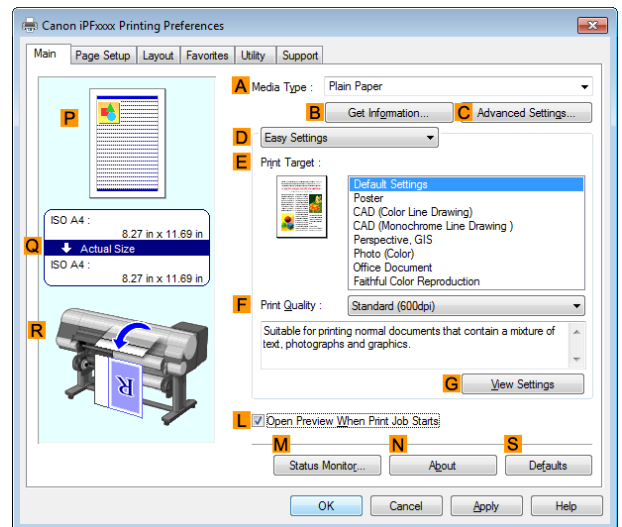 Canon iPFxxxx Printing Preferences
Main Page Setup Layout Favorites Utility Support
A Media Type : Plain Paper
P
B Get Information... C Advanced Settings...
D Easy Settings
E Print Target :
Default Settings
Poster
CAD (Color Line Drawing)
CAD (Monochrome Line Drawing )
Perspective, GIS
Photo (Color)
Office Document
Faithful Color Reproduction
ISO A4 :
8.27 in x 11.69 in
Q Actual Size
ISO A4 :
8.27 in x 11.69 in
F Print Quality : Standard (600dpi)
Suitable for printing normal documents that contain a mixture of
text, photographs and graphics.
R
R
G View Settings
L Open Preview When Print Job Starts
M N S
Status Monitor... About Defaults
OK Cancel Apply Help